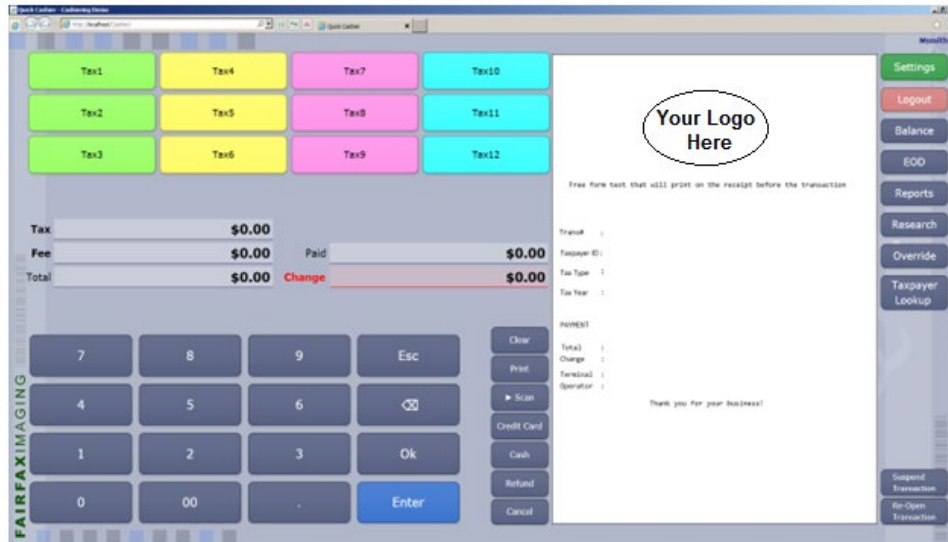 Quick Cashier - Cashiering Demo
Quick Cashier
Monolith
Tax1 Tax4 Tax7 Tax10
Tax2 Tax5 Tax8 Tax11
Tax3 Tax6 Tax9 Tax12
Tax $0.00
Fee $0.00 Paid $0.00
Total $0.00 Change $0.00
7 8 9 Esc
4 5 6
1 2 3 Ok
0 00 . Enter
Clear
Print
► Scan
Credit Card
Cash
Refund
Cancel
Your Logo
Here
Free form text that will print on the receipt before the transaction
Trans# :
Taxpayer ID:
Tax Type :
Tax Year :
PAYMENT
Total :
Change :
Terminal :
Operator :
Thank you for your business!
Settings
Logout
Balance
EOD
Reports
Research
Override
Taxpayer
Lookup
Suspend
Transaction
Re-Open
Transaction
FAIRFAXIMAGING